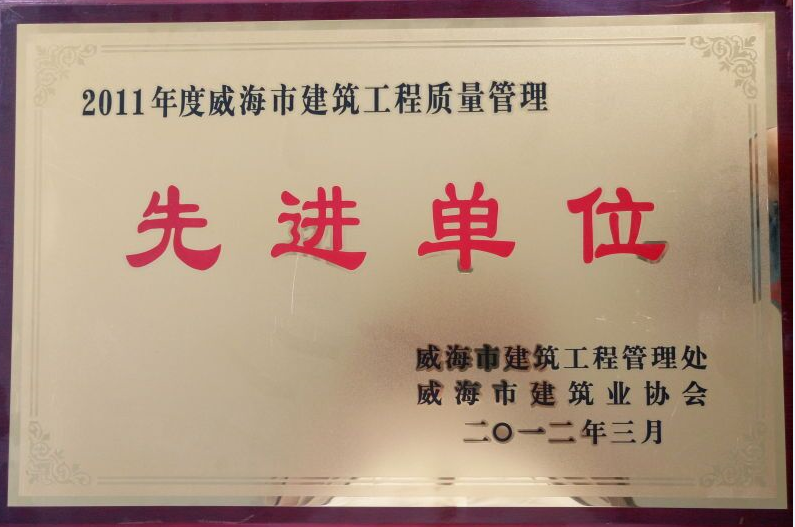 2011年度威海市建筑工程质量管理
先进单位
威海市建筑工程管理处
威海市建筑业协会
二〇一二年三月